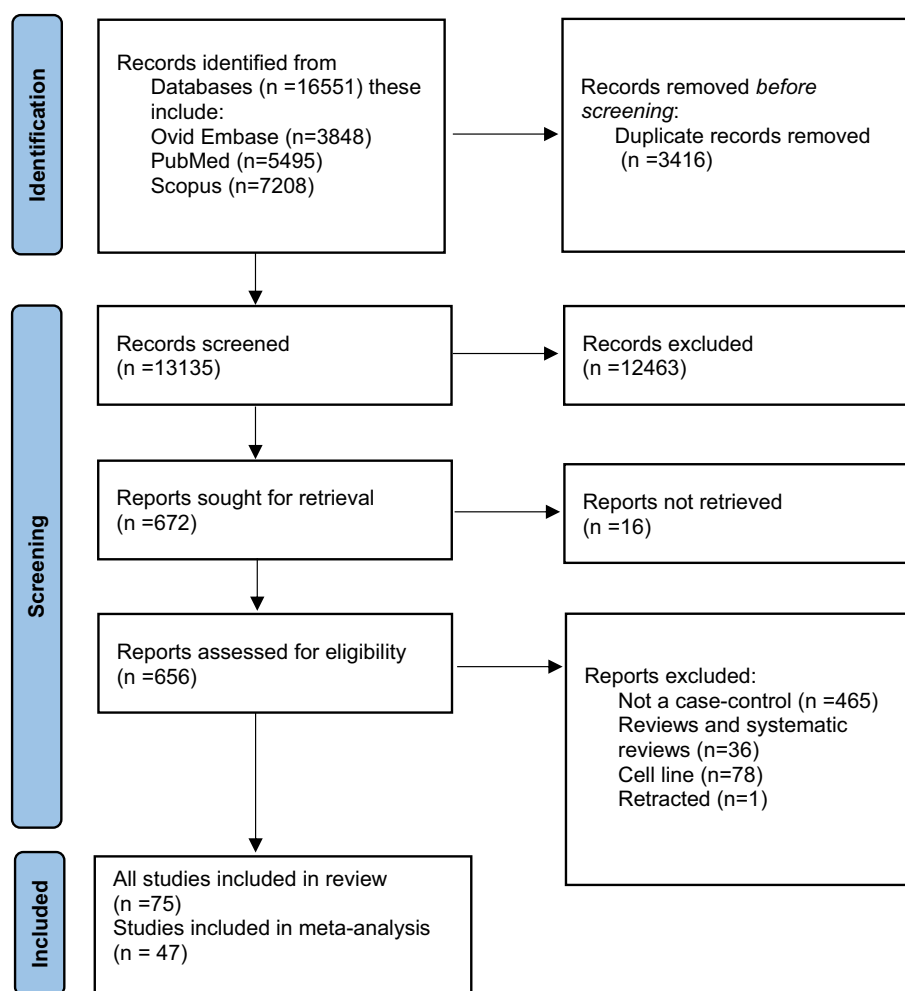 Identification
Records identified from
Databases (n =16551) these
include:
Ovid Embase (n=3848)
PubMed (n=5495)
Scopus (n=7208)
Records removed before
screening:
Duplicate records removed
(n =3416)
Screening
Records screened
(n =13135)
Records excluded
(n =12463)
Reports sought for retrieval
(n =672)
Reports not retrieved
(n =16)
Reports assessed for eligibility
(n =656)
Reports excluded:
Not a case-control (n =465)
Reviews and systematic
reviews (n=36)
Cell line (n=78)
Retracted (n=1)
Included
All studies included in review
(n =75)
Studies included in meta-analysis
(n = 47)